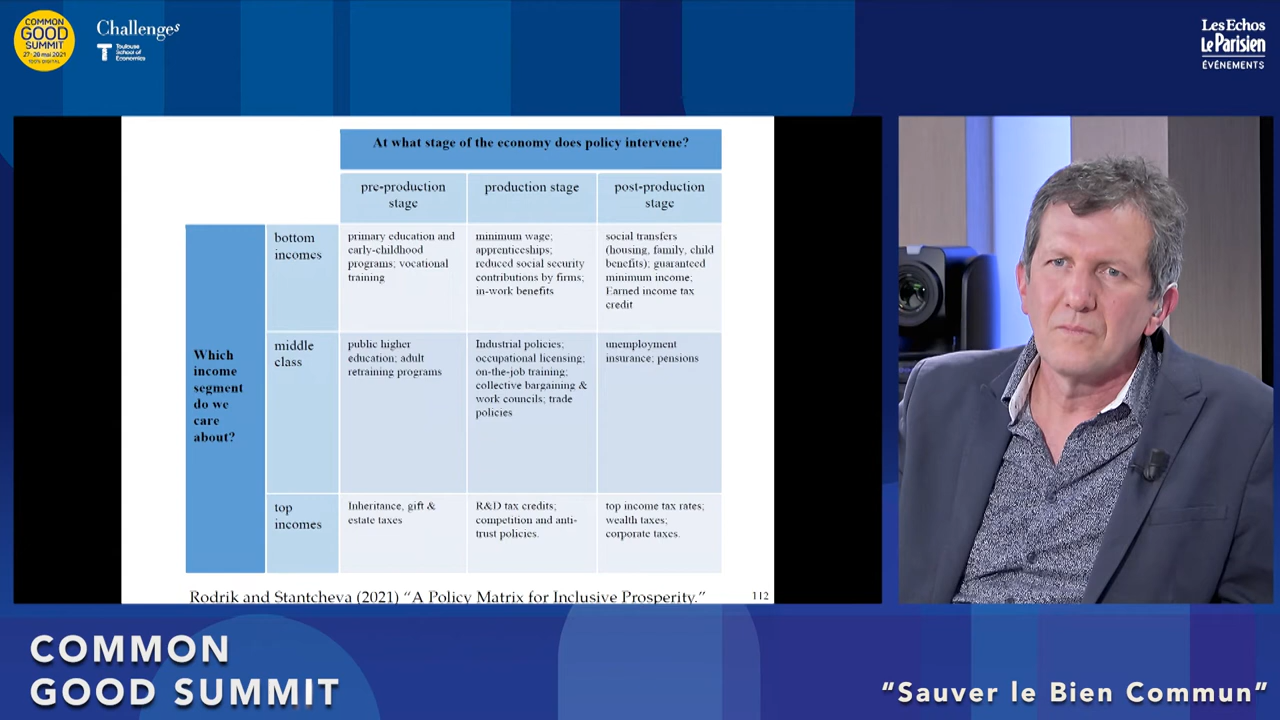 COMMON
GOOD
SUMMIT
27 · 28 mai 2021
100% DIGITAL
Challenges
Toulouse
School of
Economics
Les Echos
Le Parisien
ÉVÉNEMENTS
At what stage of the economy does policy intervene?
pre-production
stage
production stage
post-production
stage
Which
income
segment
do we
care
about?
bottom
incomes
primary education and
early-childhood
programs; vocational
training
minimum wage;
apprenticeships;
reduced social security
contributions by firms;
in-work benefits
social transfers
(housing, family, child
benefits); guaranteed
minimum income;
Earned income tax
credit
middle
class
public higher
education; adult
retraining programs
Industrial policies;
occupational licensing;
on-the-job training;
collective bargaining &
work councils; trade
policies
unemployment
insurance; pensions
top
incomes
Inheritance, gift &
estate taxes
R&D tax credits;
competition and anti-
trust policies.
top income tax rates;
wealth taxes;
corporate taxes.
Rodrik and Stantcheva (2021) “A Policy Matrix for Inclusive Prosperity.”
112
COMMON
GOOD SUMMIT
“Sauver le Bien Commun”